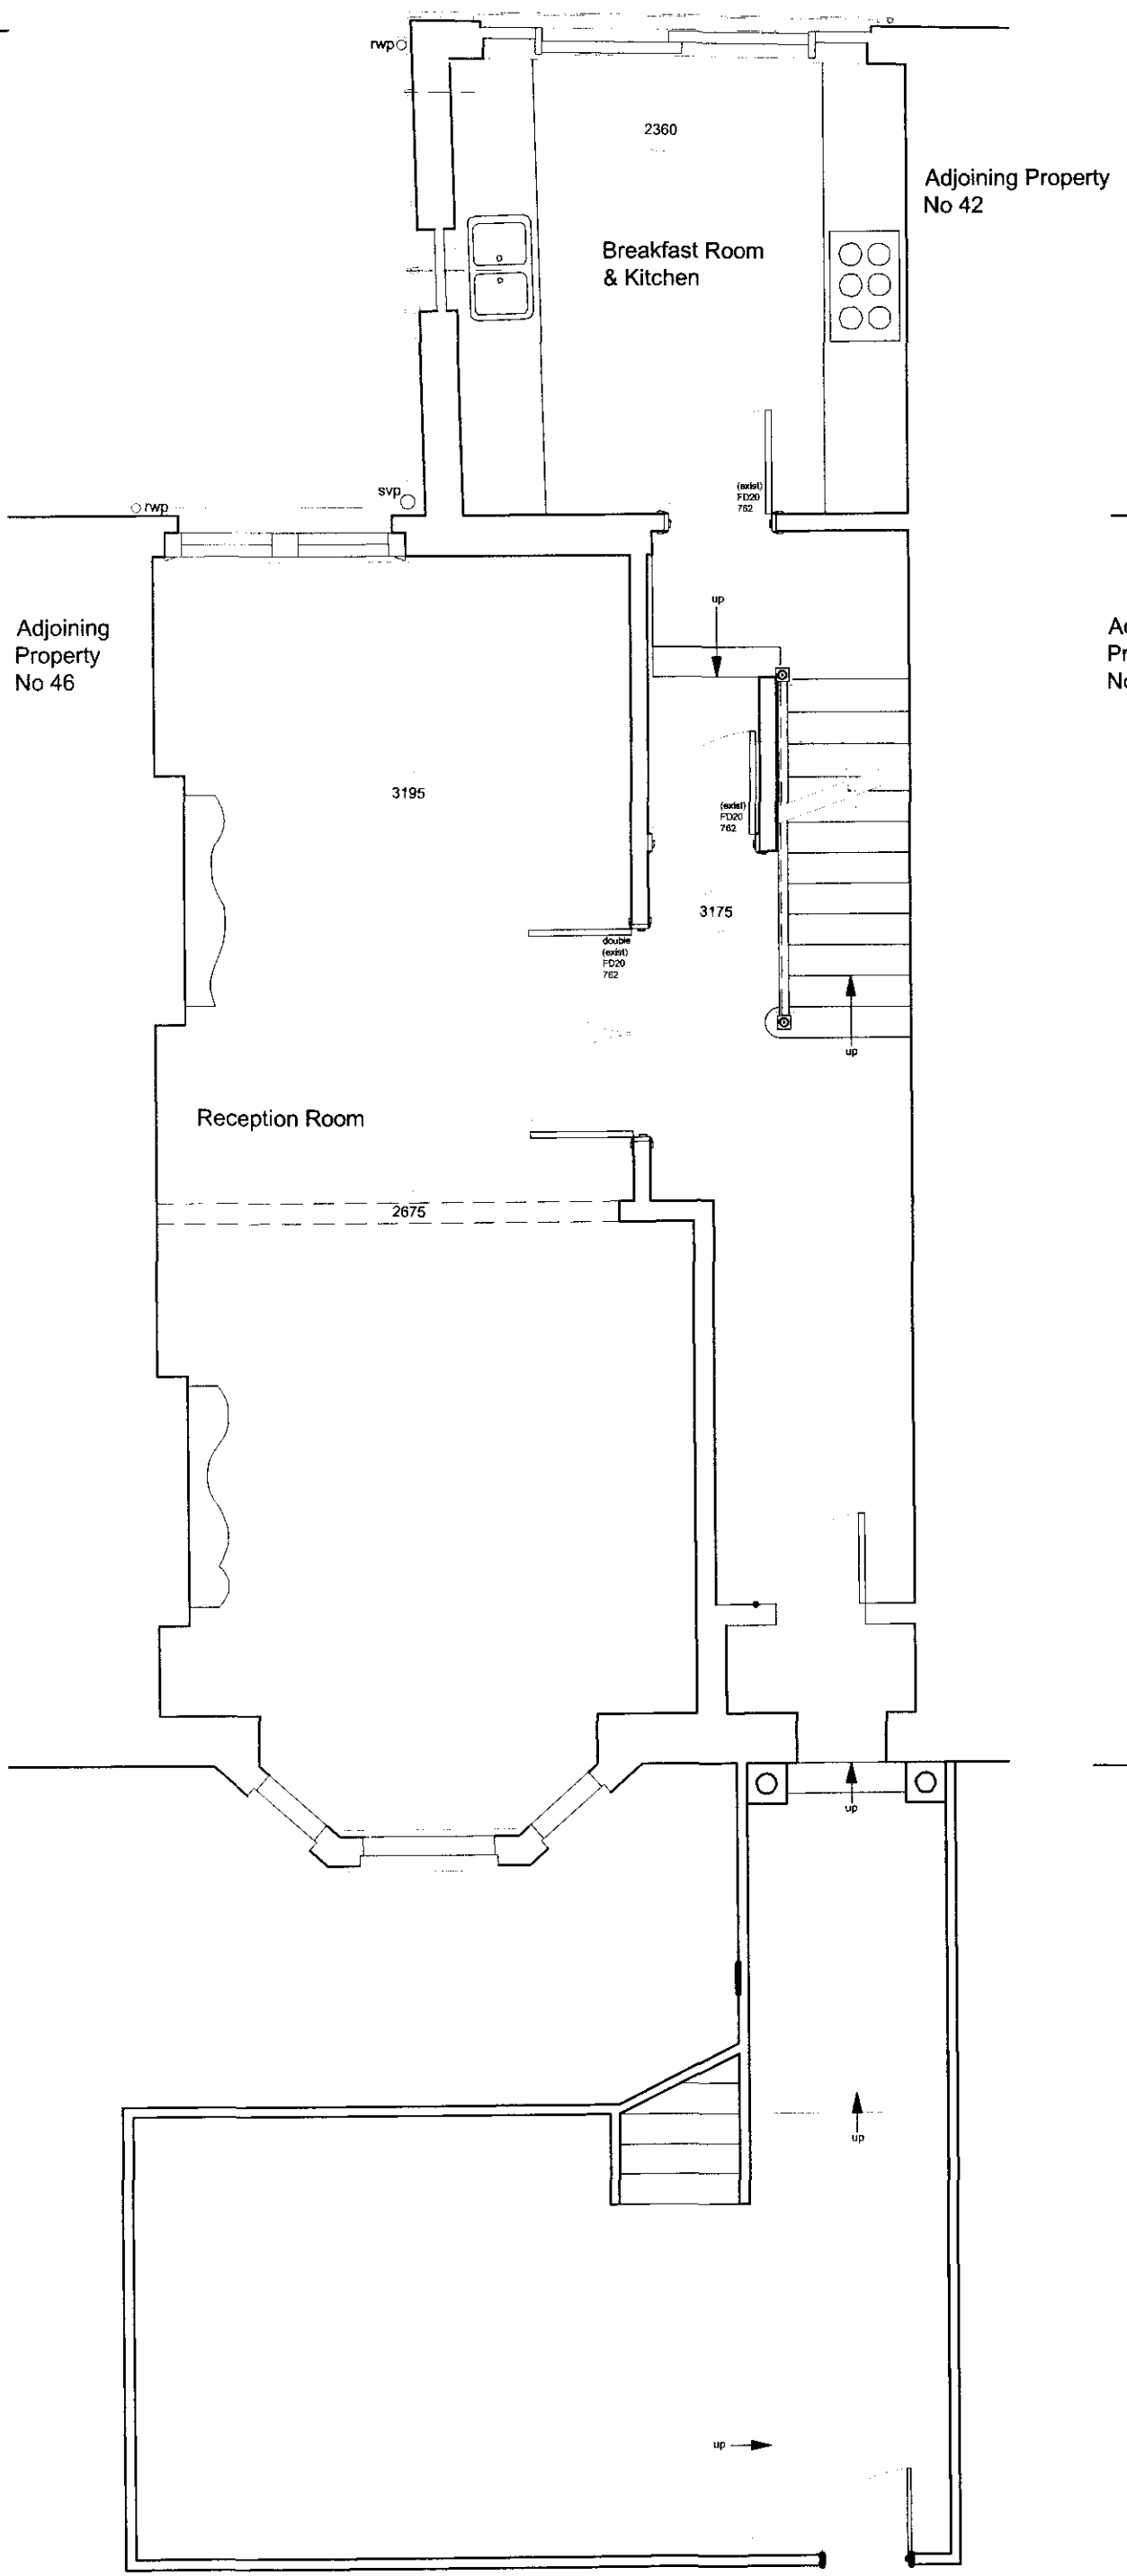 rwp
2360
Adjoining Property
No 42
Breakfast Room
& Kitchen
(exist)
FD20
762
svp
rwp
up
Adjoining
Property
No 46
3195
(exist)
FD20
762
3175
double
(exist)
FD20
762
up
Reception Room
2675
up
up
up